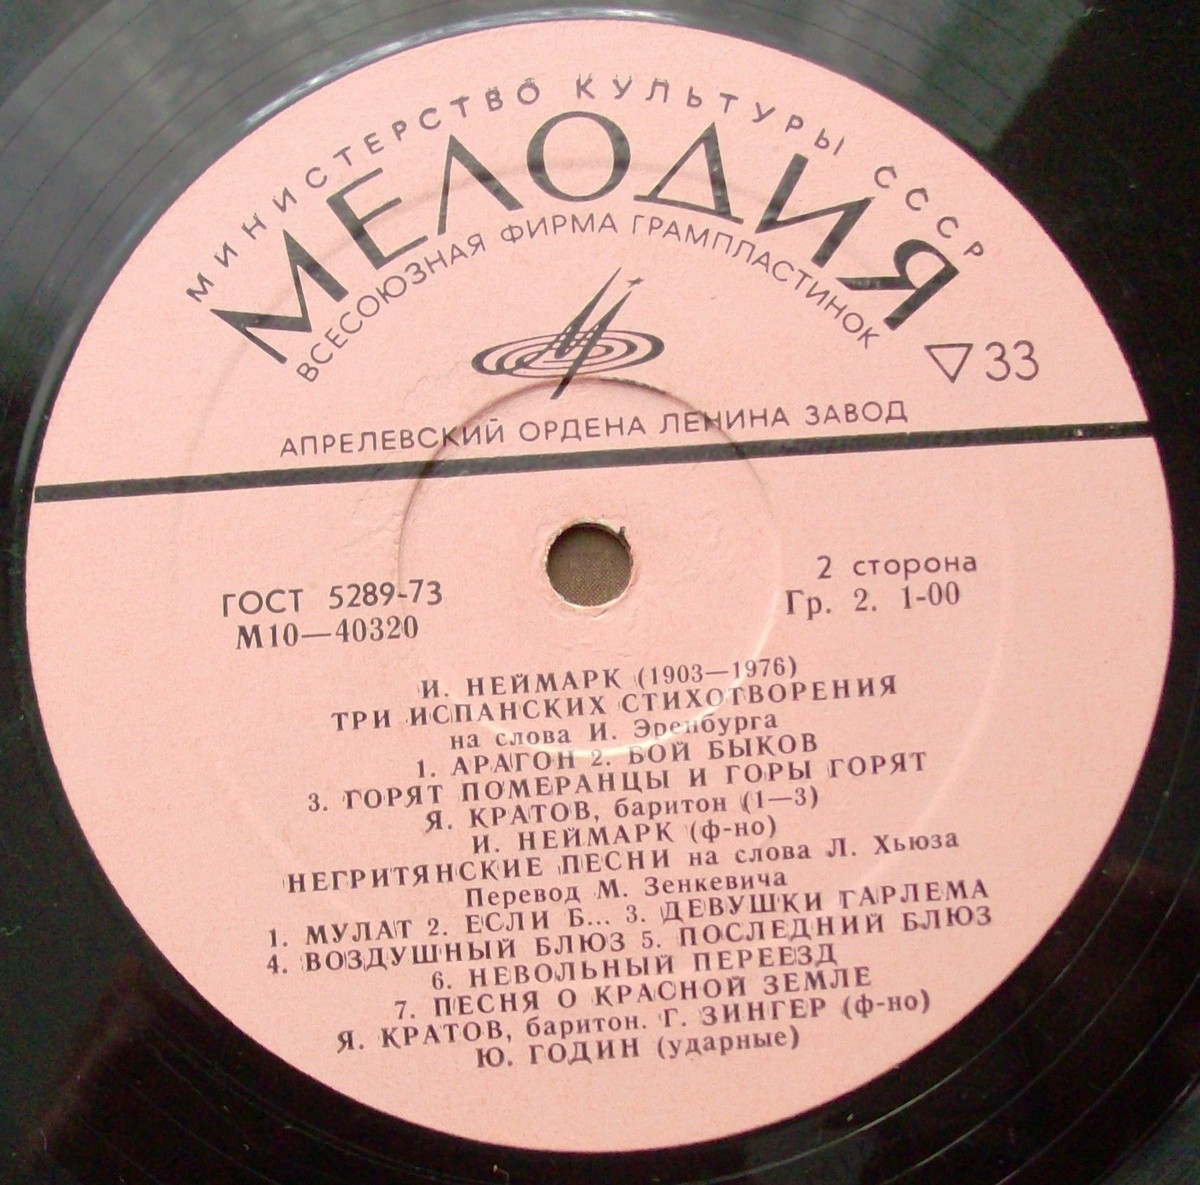 МИНИСТЕРСТВО КУЛЬТУРЫ СССР
МЕЛОДИЯ
ВСЕСОЮЗНАЯ ФИРМА ГРАМПЛАСТИНОК
33
АПРЕЛЕВСКИЙ ОРДЕНА ЛЕНИНА ЗАВОД
ГОСТ 5289-73
М10—40320
2 сторона
Гр. 2. 1-00
И. НЕЙМАРК (1903—1976)
ТРИ ИСПАНСКИХ СТИХОТВОРЕНИЯ
на слова И. Эренбурга
1. АРАГОН 2. БОЙ БЫКОВ
3. ГОРЯТ ПОМЕРАНЦЫ И ГОРЫ ГОРЯТ
Я. КРАТОВ, баритон (1—3)
И. НЕЙМАРК (ф-но)
НЕГРИТЯНСКИЕ ПЕСНИ на слова Л. Хьюза
Перевод М. Зенкевича
1. МУЛАТ 2. ЕСЛИ Б... 3. ДЕВУШКИ ГАРЛЕМА
4. ВОЗДУШНЫЙ БЛЮЗ 5. ПОСЛЕДНИЙ БЛЮЗ
6. НЕВОЛЬНЫЙ ПЕРЕЕЗД
7. ПЕСНЯ О КРАСНОЙ ЗЕМЛЕ
Я. КРАТОВ, баритон. Г. ЗИНГЕР (ф-но)
Ю. ГОДИН (ударные)